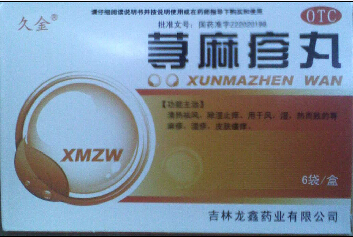 久金®
请仔细阅读说明书并按说明使用或在药师指导下购买和使用
OTC
批准文号：国药准字Z22020196
荨麻疹丸
XUNMAZHEN WAN
【功能主治】
清热祛风，除湿止痒。用于风、湿、热而致的荨
麻疹，湿疹，皮肤瘙痒。
XMZW
6袋/盒
吉林龙鑫药业有限公司